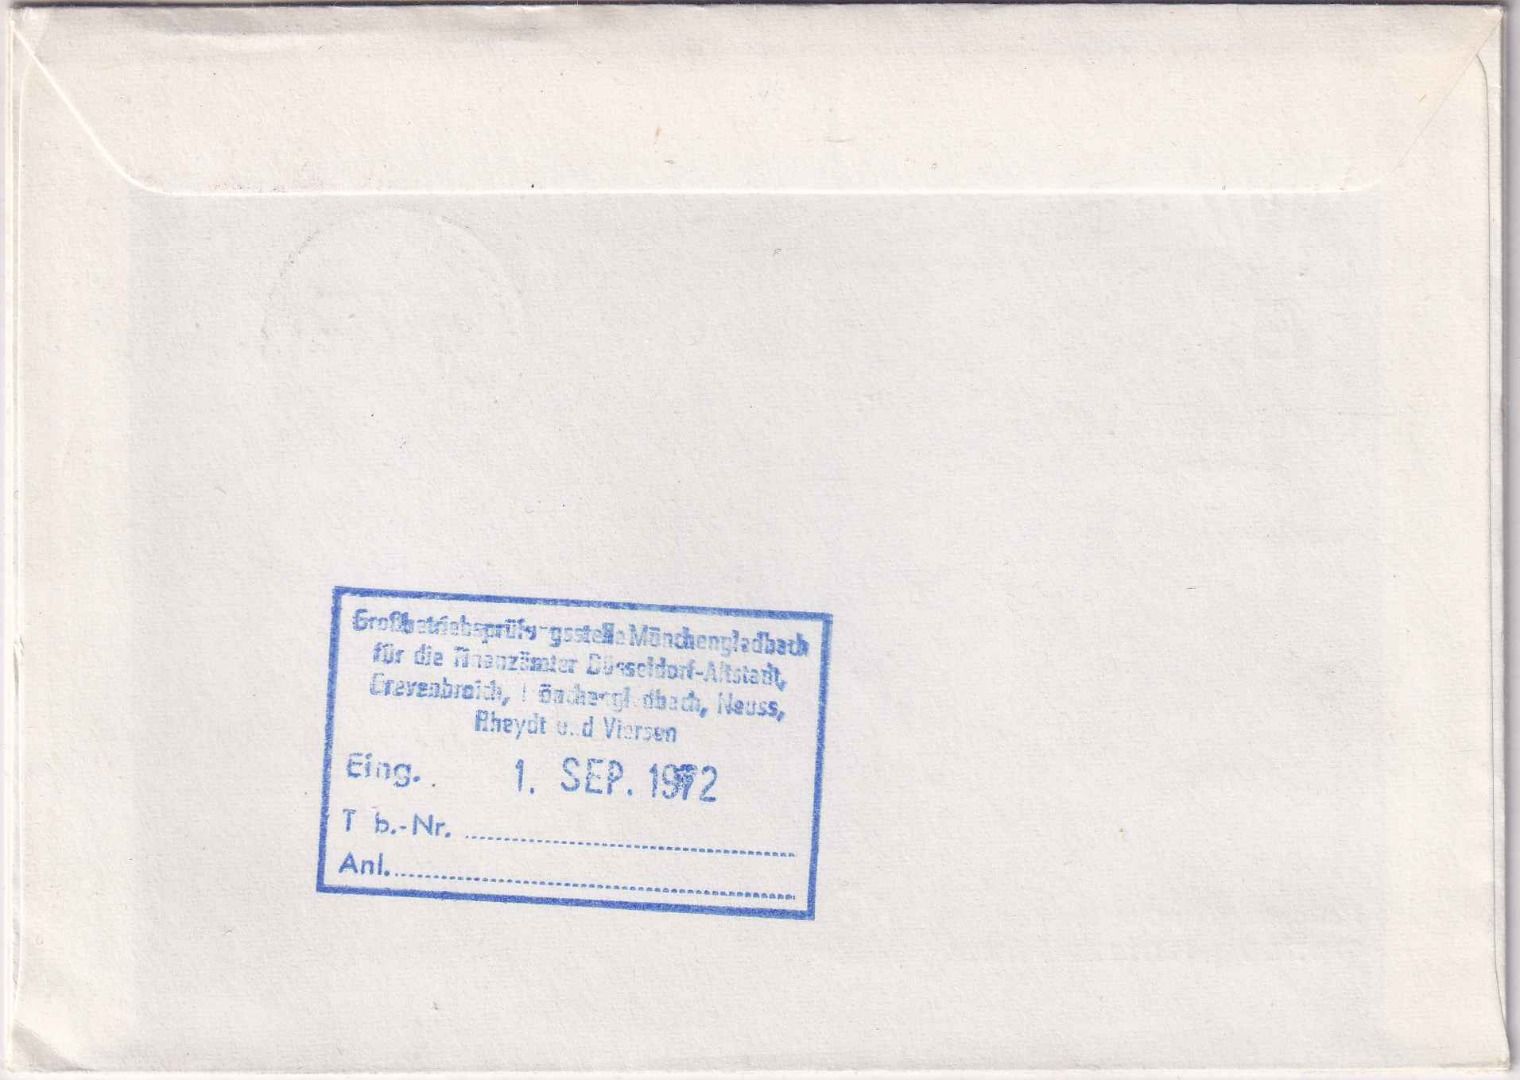 Großbetriebsprüfungsstelle Mönchengladbach
für die Finanzämter Düsseldorf-Altstadt,
Grevenbroich, Mönchengladbach, Neuss,
Rheydt und Viersen
Eing. 1. SEP. 1972
T b.-Nr.
Anl.